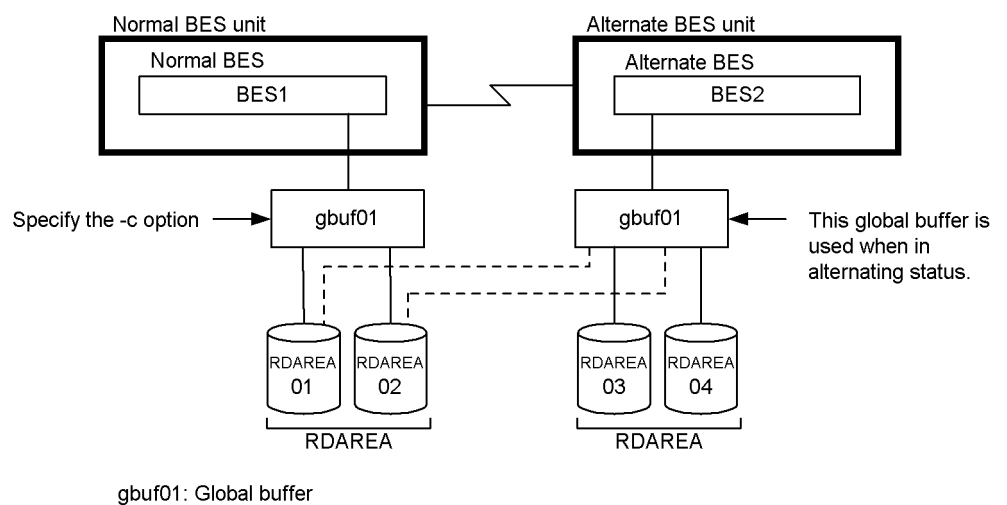 Normal BES unit
Alternate BES unit
Normal BES
Alternate BES
BES1
BES2
Specify the -c option
gbuf01
gbuf01
This global buffer is
used when in
alternating status.
RDAREA
01
RDAREA
02
RDAREA
03
RDAREA
04
RDAREA
RDAREA
gbuf01: Global buffer